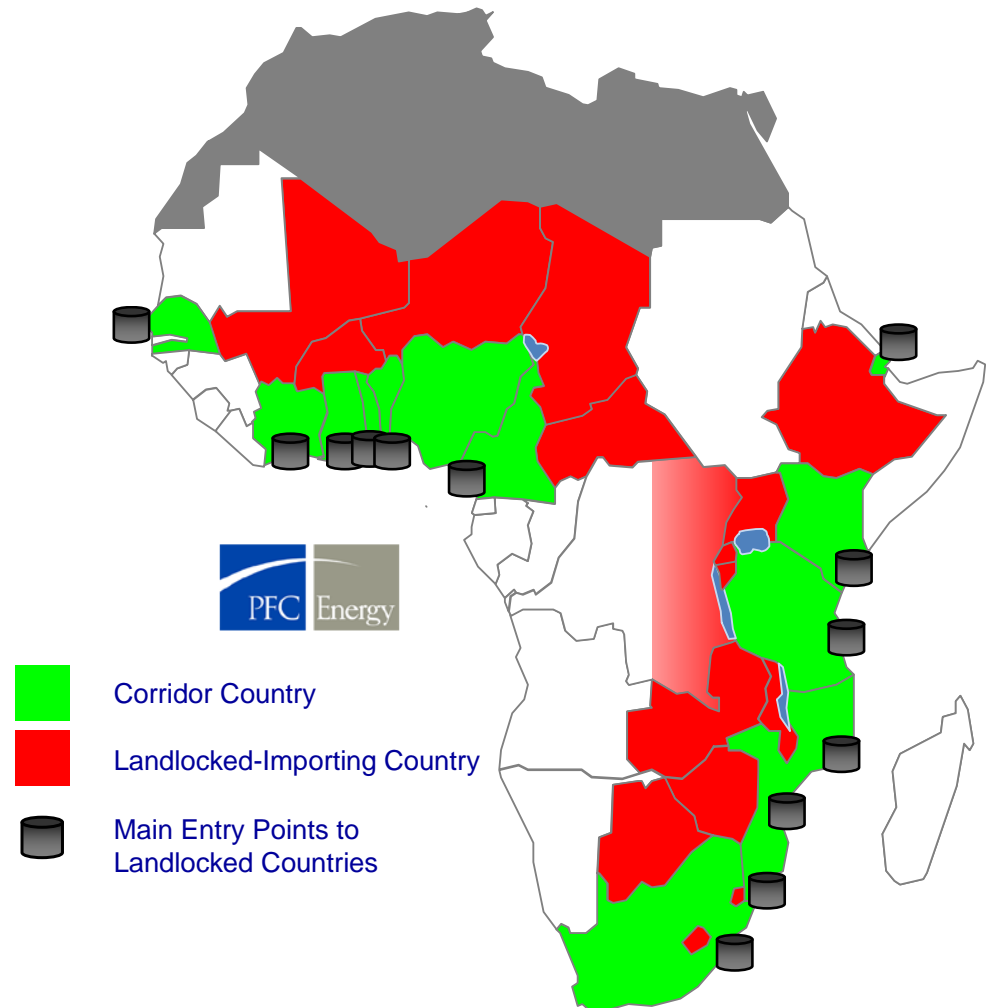 PFC Energy
Corridor Country
Landlocked-Importing Country
Main Entry Points to
Landlocked Countries